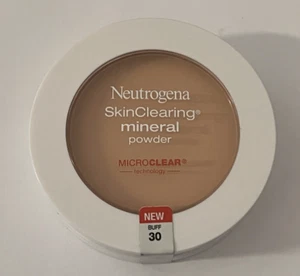 Neutrogena
SkinClearing®
mineral
powder
MICROCLEAR®
technology
NEW
BUFF
30